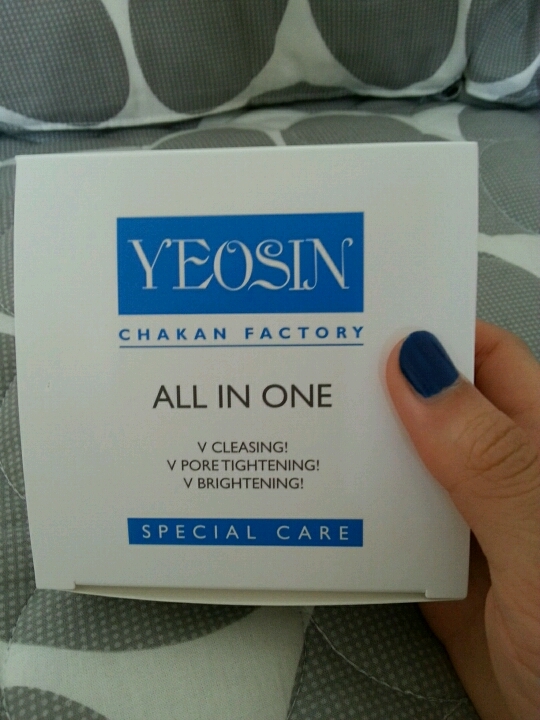 YEOSIN
CHAKAN FACTORY
ALL IN ONE
V CLEASING!
V PORE TIGHTENING!
V BRIGHTENING!
SPECIAL CARE